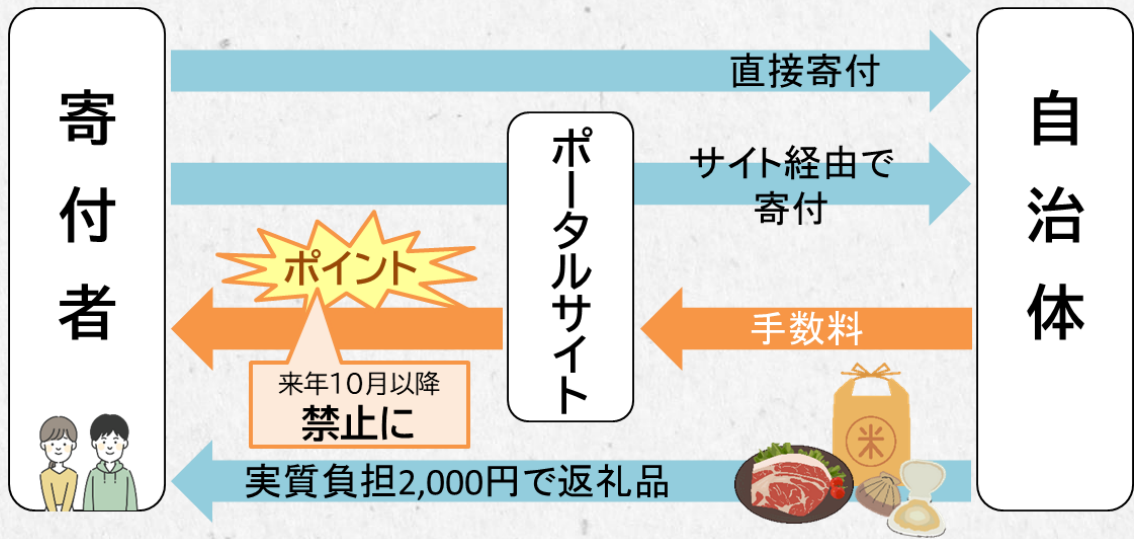 寄付者
直接寄付
自治体
ポータルサイト
サイト経由で
寄付
ポイント
手数料
来年10月以降
禁止に
米
実質負担2,000円で返礼品